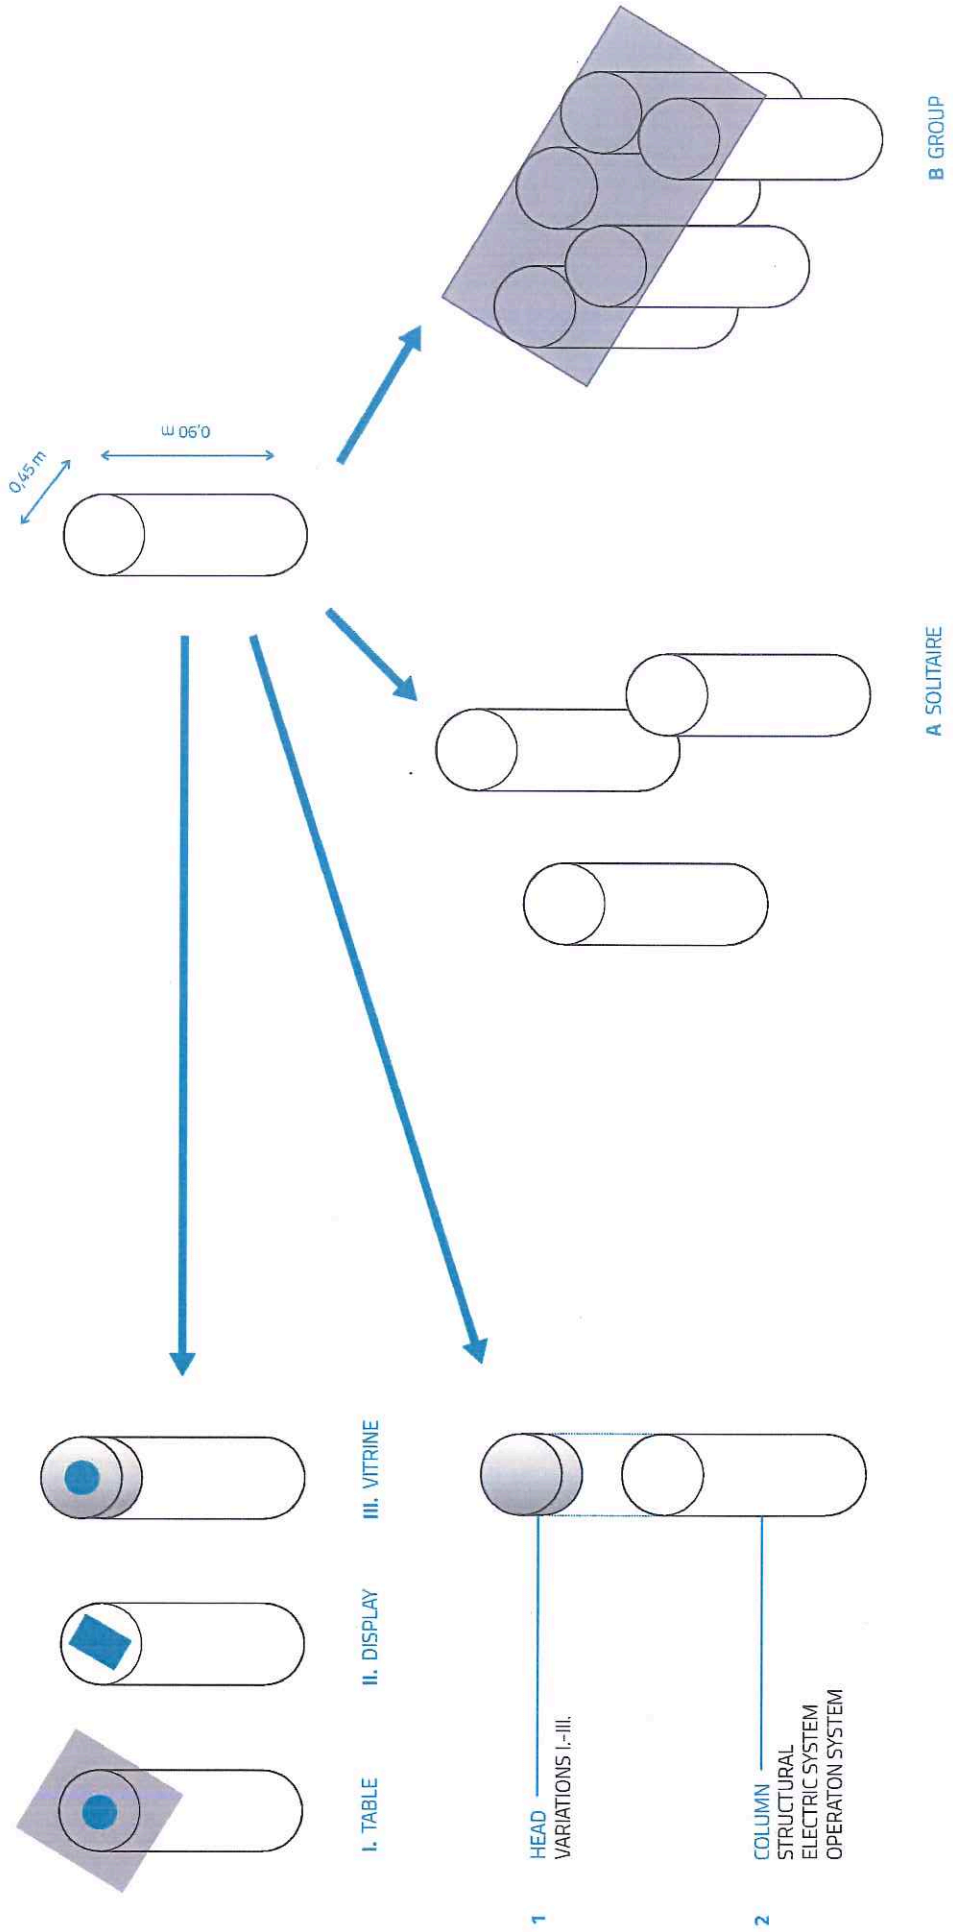 I. TABLE
II. DISPLAY
III. VITRINE
0,45 m
0,90 m
1 HEAD
VARIATIONS I.-III.
2 COLUMN
STRUCTURAL
ELECTRIC SYSTEM
OPERATON SYSTEM
A SOLITAIRE
B GROUP